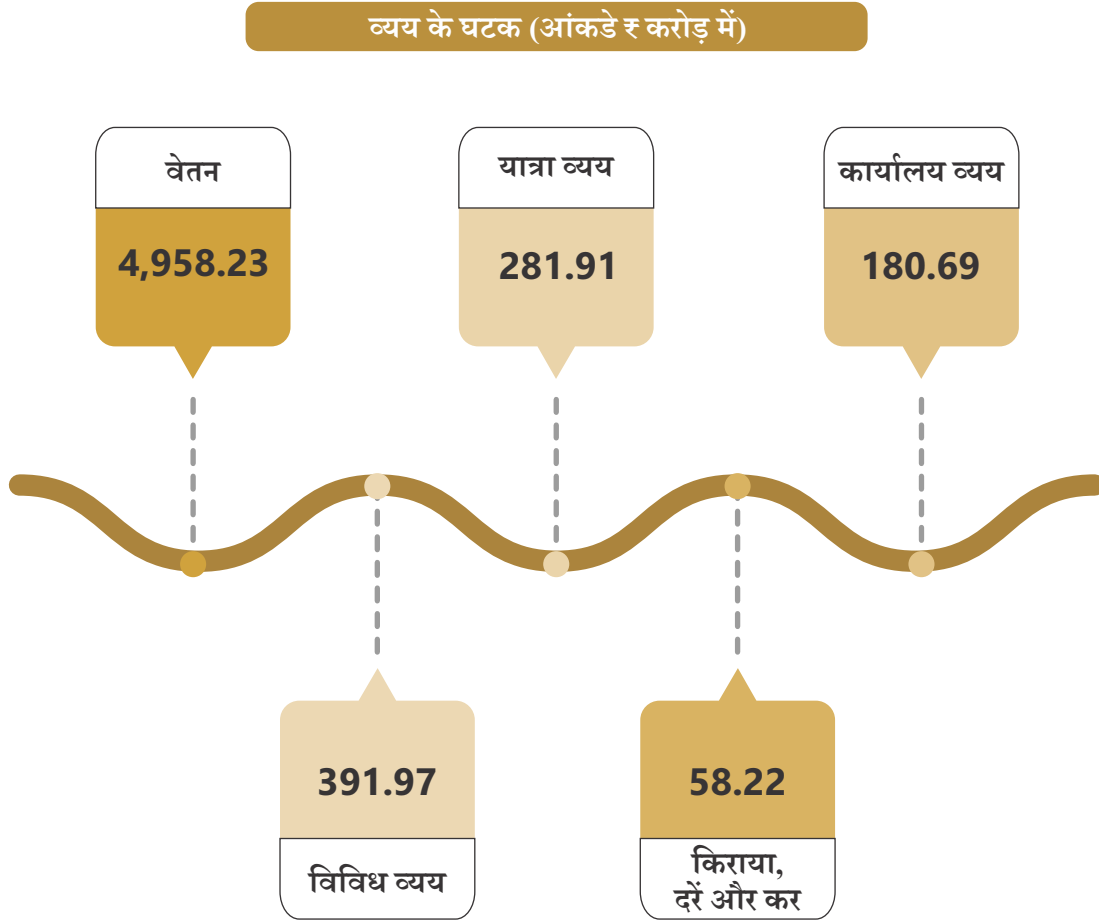 व्यय के घटक (आंकडे ₹ करोड़ में)
वेतन
4,958.23
यात्रा व्यय
281.91
कार्यालय व्यय
180.69
391.97
विविध व्यय
58.22
किराया,
दरें और कर